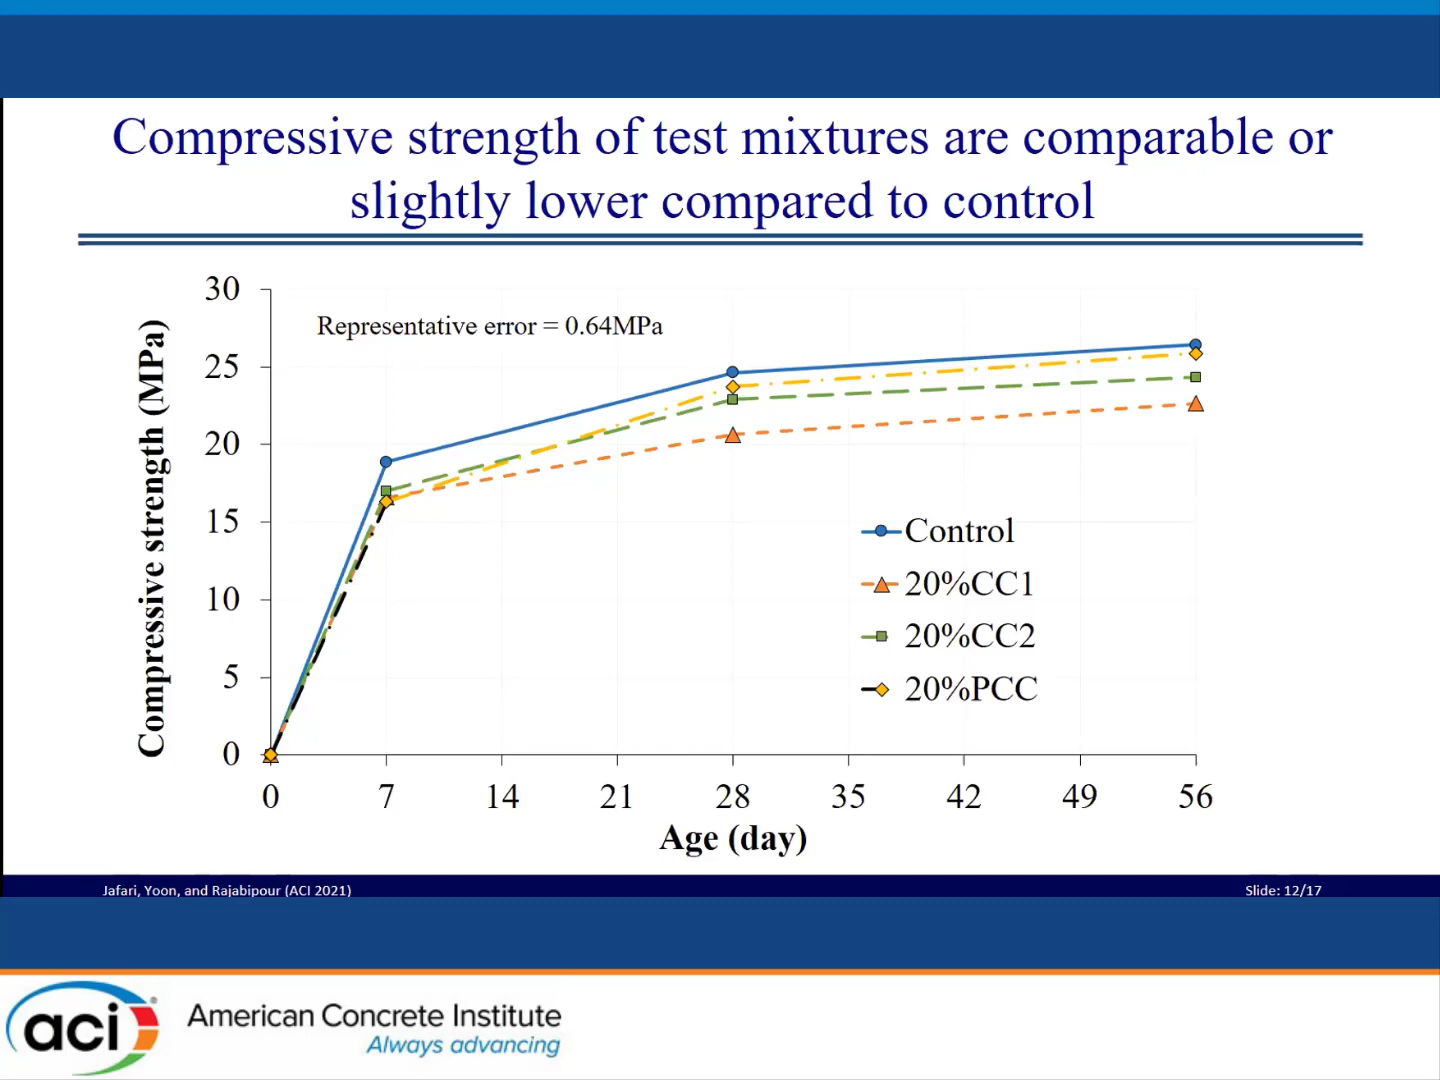 Compressive strength of test mixtures are comparable or
slightly lower compared to control
30
25
20
15
10
5
0
Compressive strength (MPa)
Representative error = 0.64MPa
Control
20%CC1
20%CC2
20%PCC
0 7 14 21 28 35 42 49 56
Age (day)
Jafari, Yoon, and Rajabipour (ACI 2021)
Slide: 12/17
aci
American Concrete Institute
Always advancing